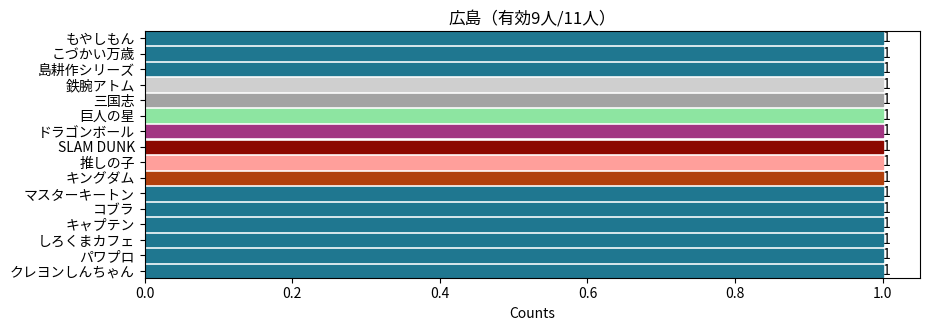 広島（有効9人/11人）
もやしもん 1
こづかい万歳 1
島耕作シリーズ 1
鉄腕アトム 1
三国志 1
巨人の星 1
ドラゴンボール 1
SLAM DUNK 1
推しの子 1
キングダム 1
マスターキートン 1
コブラ 1
キャプテン 1
しろくまカフェ 1
パワプロ 1
クレヨンしんちゃん 1
0.0 0.2 0.4 0.6 0.8 1.0
Counts